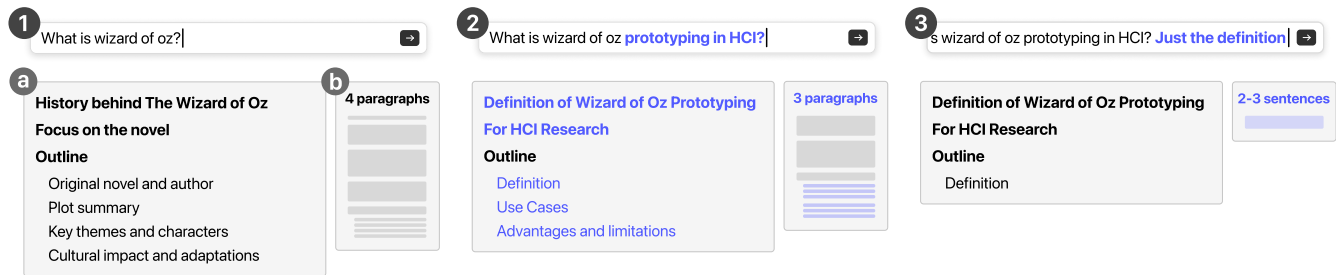 1
What is wizard of oz?
a
History behind The Wizard of Oz
Focus on the novel
Outline
Original novel and author
Plot summary
Key themes and characters
Cultural impact and adaptations
b
4 paragraphs
2
What is wizard of oz prototyping in HCI?
Definition of Wizard of Oz Prototyping
For HCI Research
Outline
Definition
Use Cases
Advantages and limitations
3 paragraphs
3
s wizard of oz prototyping in HCI? Just the definition
Definition of Wizard of Oz Prototyping
For HCI Research
Outline
Definition
2-3 sentences